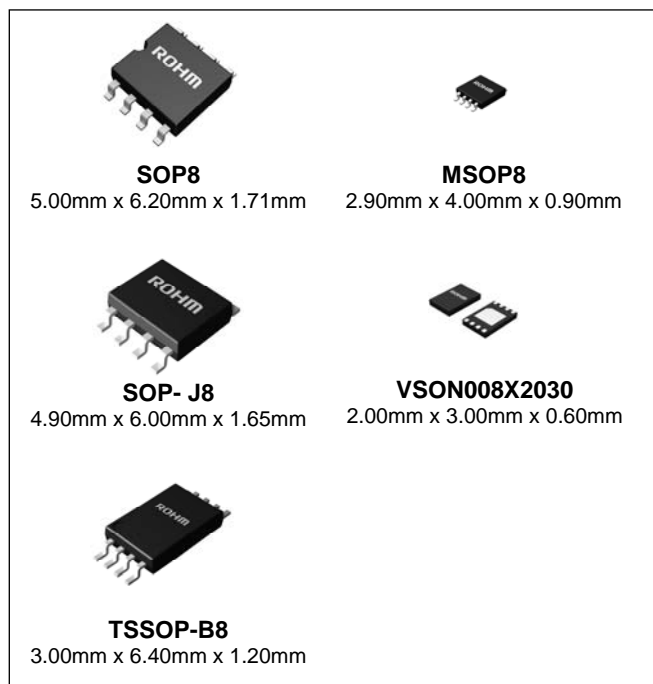 ROHM
SOP8
5.00mm x 6.20mm x 1.71mm
ROHM
MSOP8
2.90mm x 4.00mm x 0.90mm
ROHM
SOP- J8
4.90mm x 6.00mm x 1.65mm
VSON008X2030
2.00mm x 3.00mm x 0.60mm
ROHM
TSSOP-B8
3.00mm x 6.40mm x 1.20mm